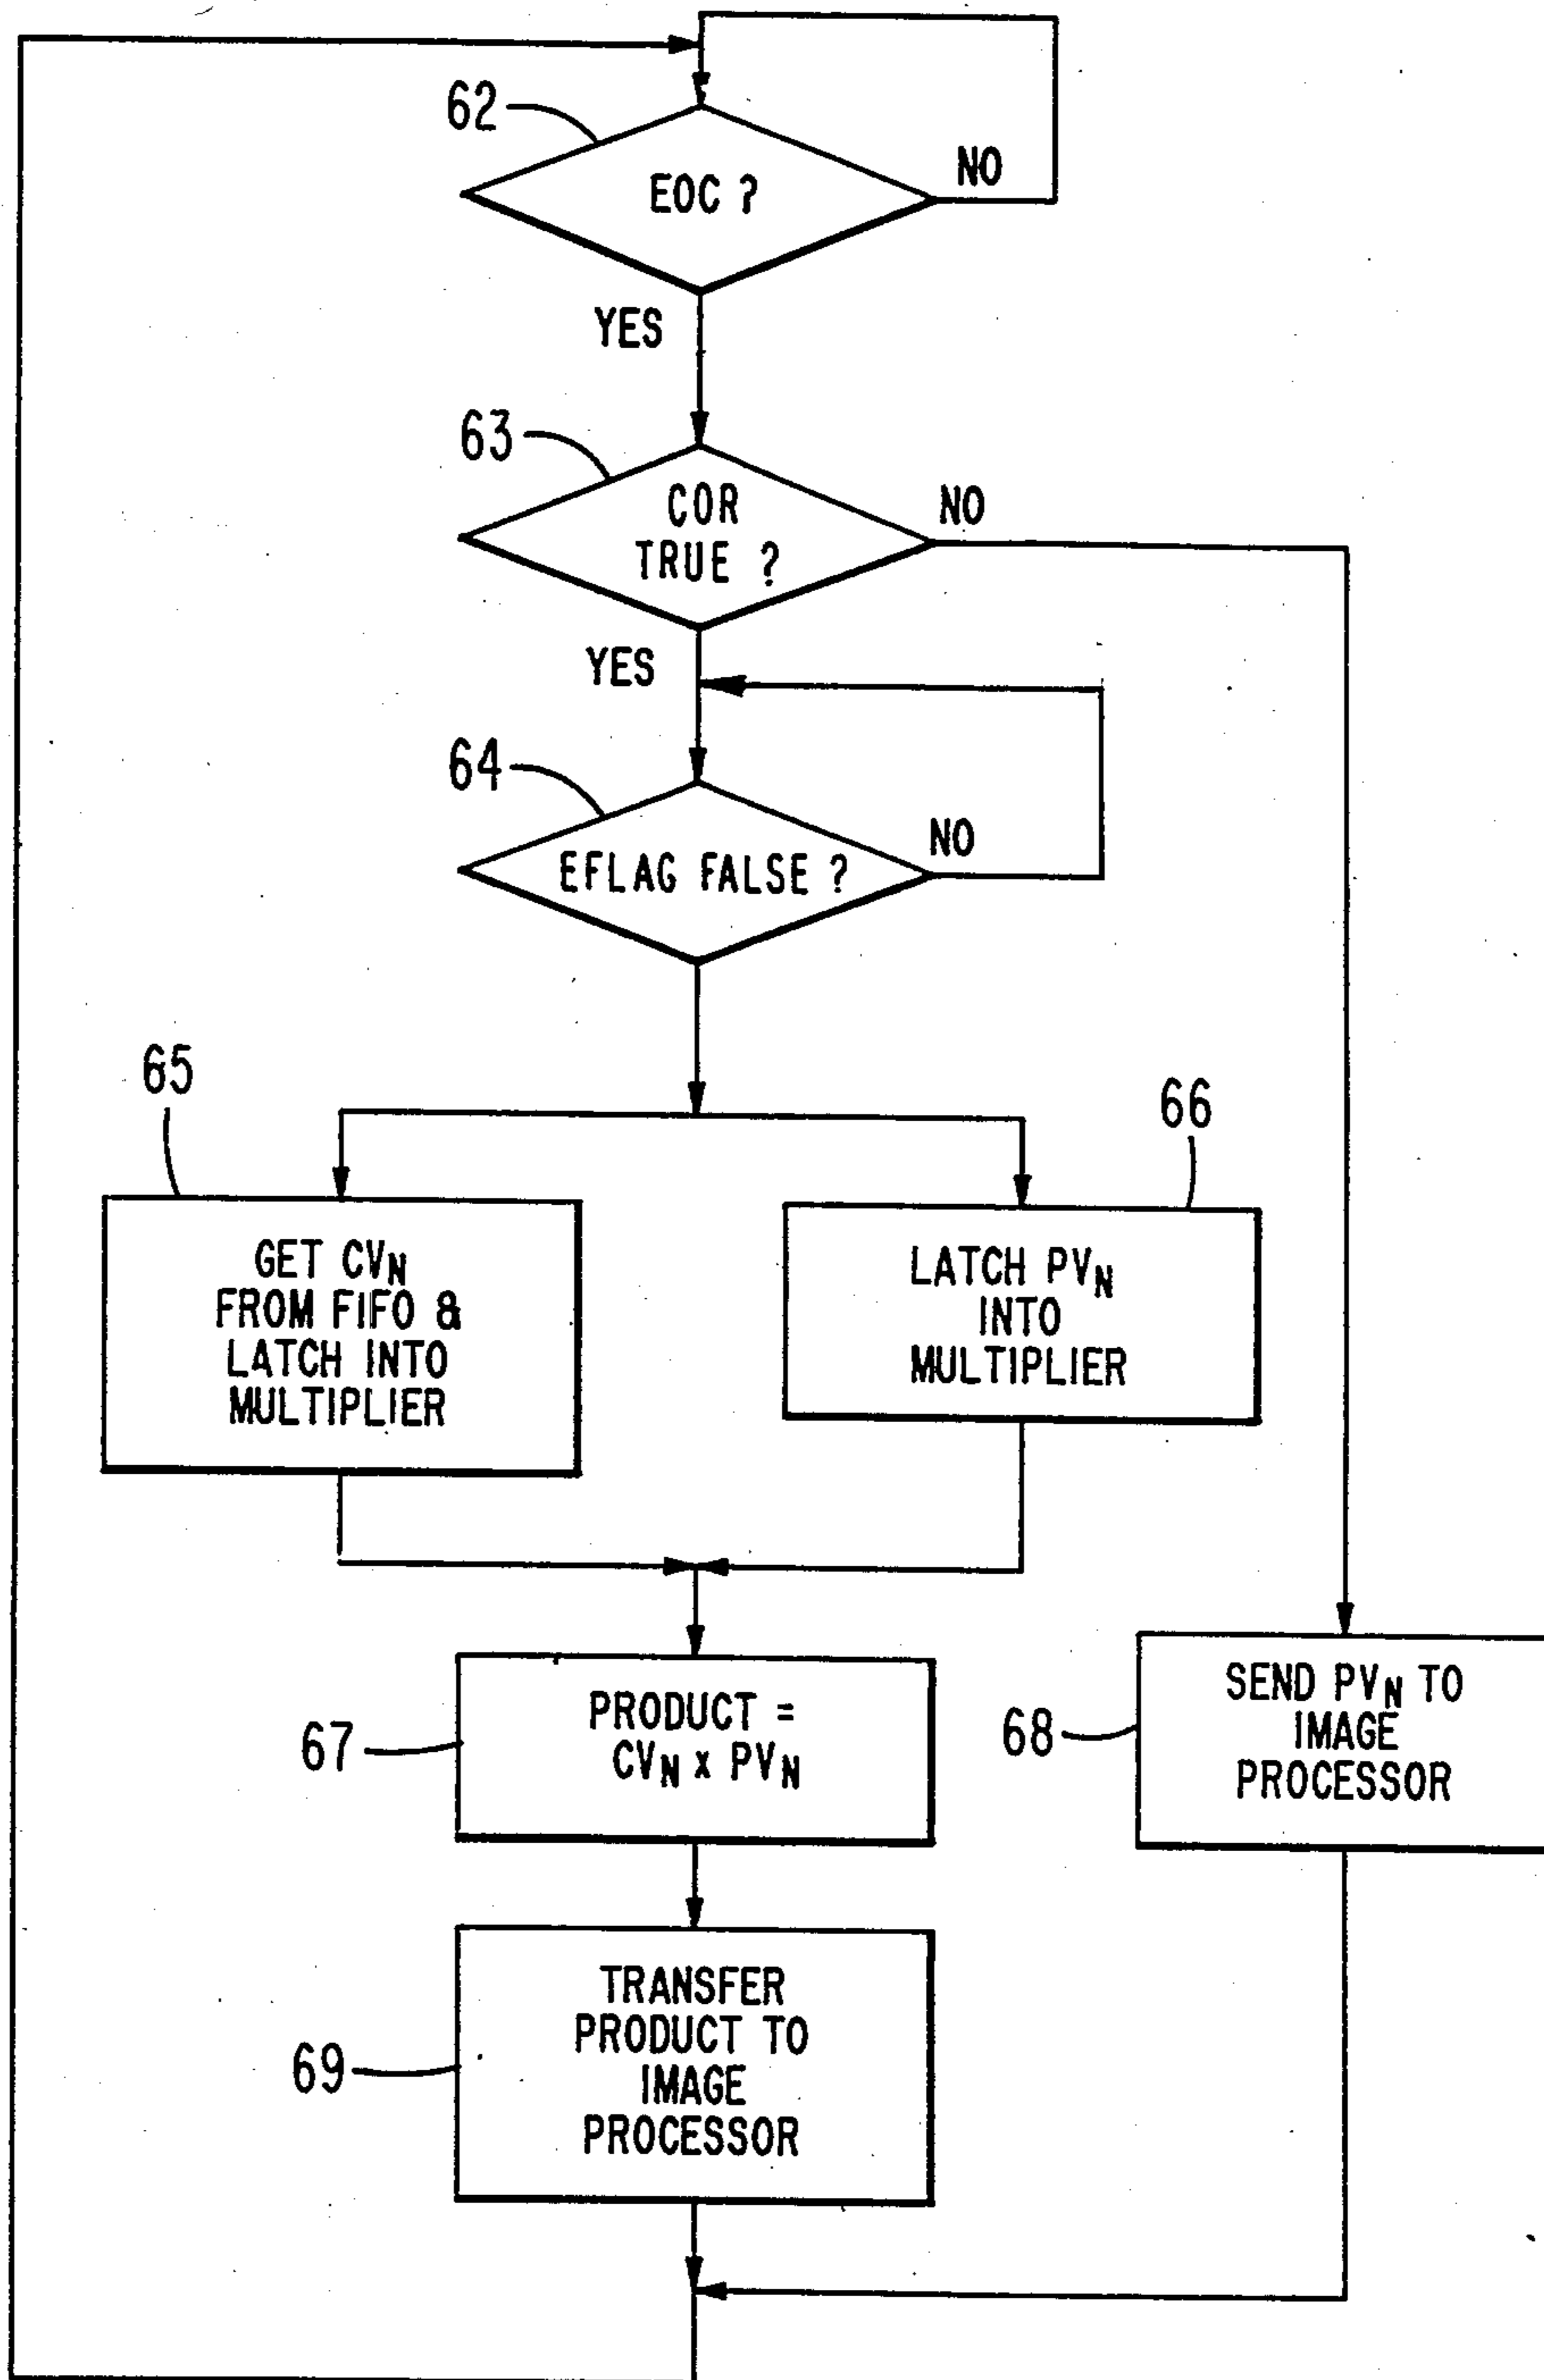 62
EOC ?
NO
YES
63
COR
TRUE ?
NO
YES
64
EFLAG FALSE ?
NO
65
66
GET CVN
FROM FIFO &
LATCH INTO
MULTIPLIER
LATCH PVN
INTO
MULTIPLIER
67
PRODUCT =
CVN x PVN
68
SEND PVN TO
IMAGE
PROCESSOR
69
TRANSFER
PRODUCT TO
IMAGE
PROCESSOR